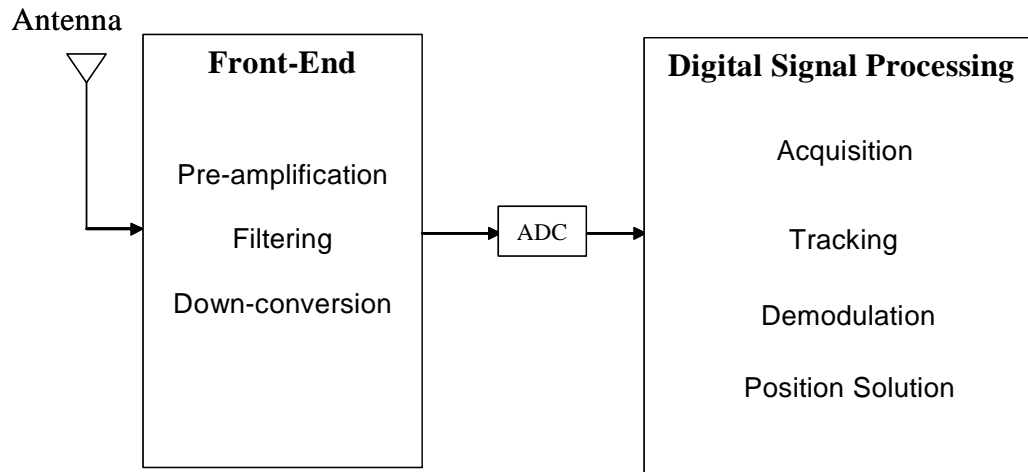 Antenna
Front-End
Pre-amplification
Filtering
Down-conversion
ADC
Digital Signal Processing
Acquisition
Tracking
Demodulation
Position Solution